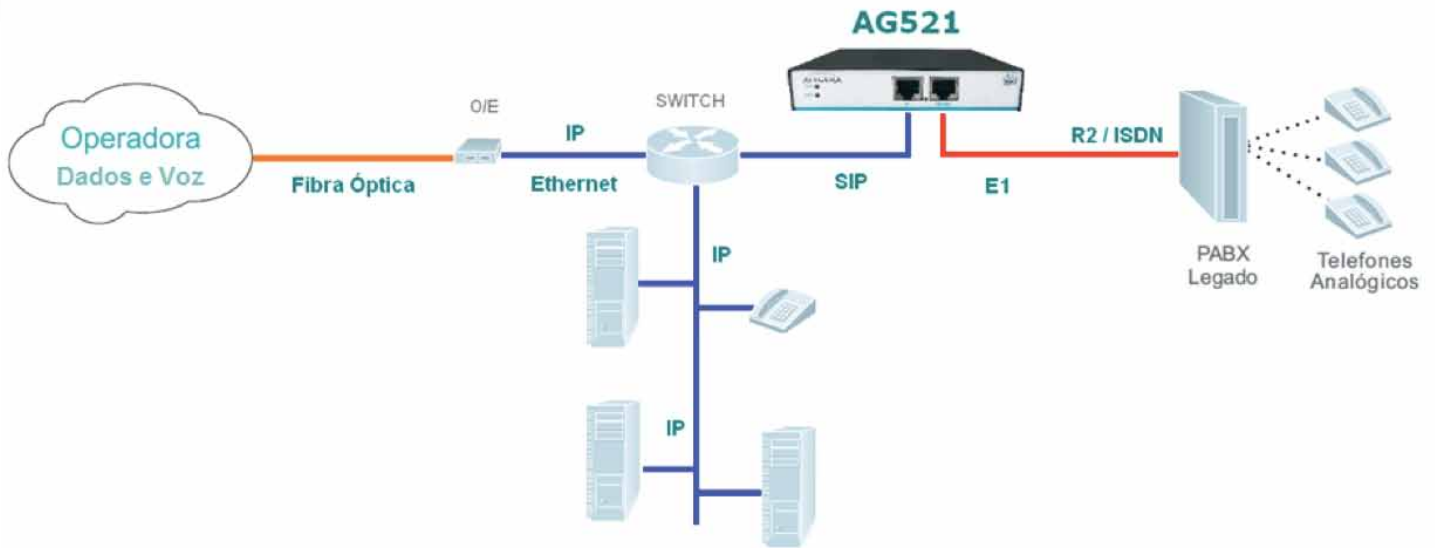 AG521
O/E
SWITCH
Operadora
Dados e Voz
IP
R2 / ISDN
Fibra Óptica
Ethernet
SIP
E1
IP
PABX
Legado
Telefones
Analógicos
IP